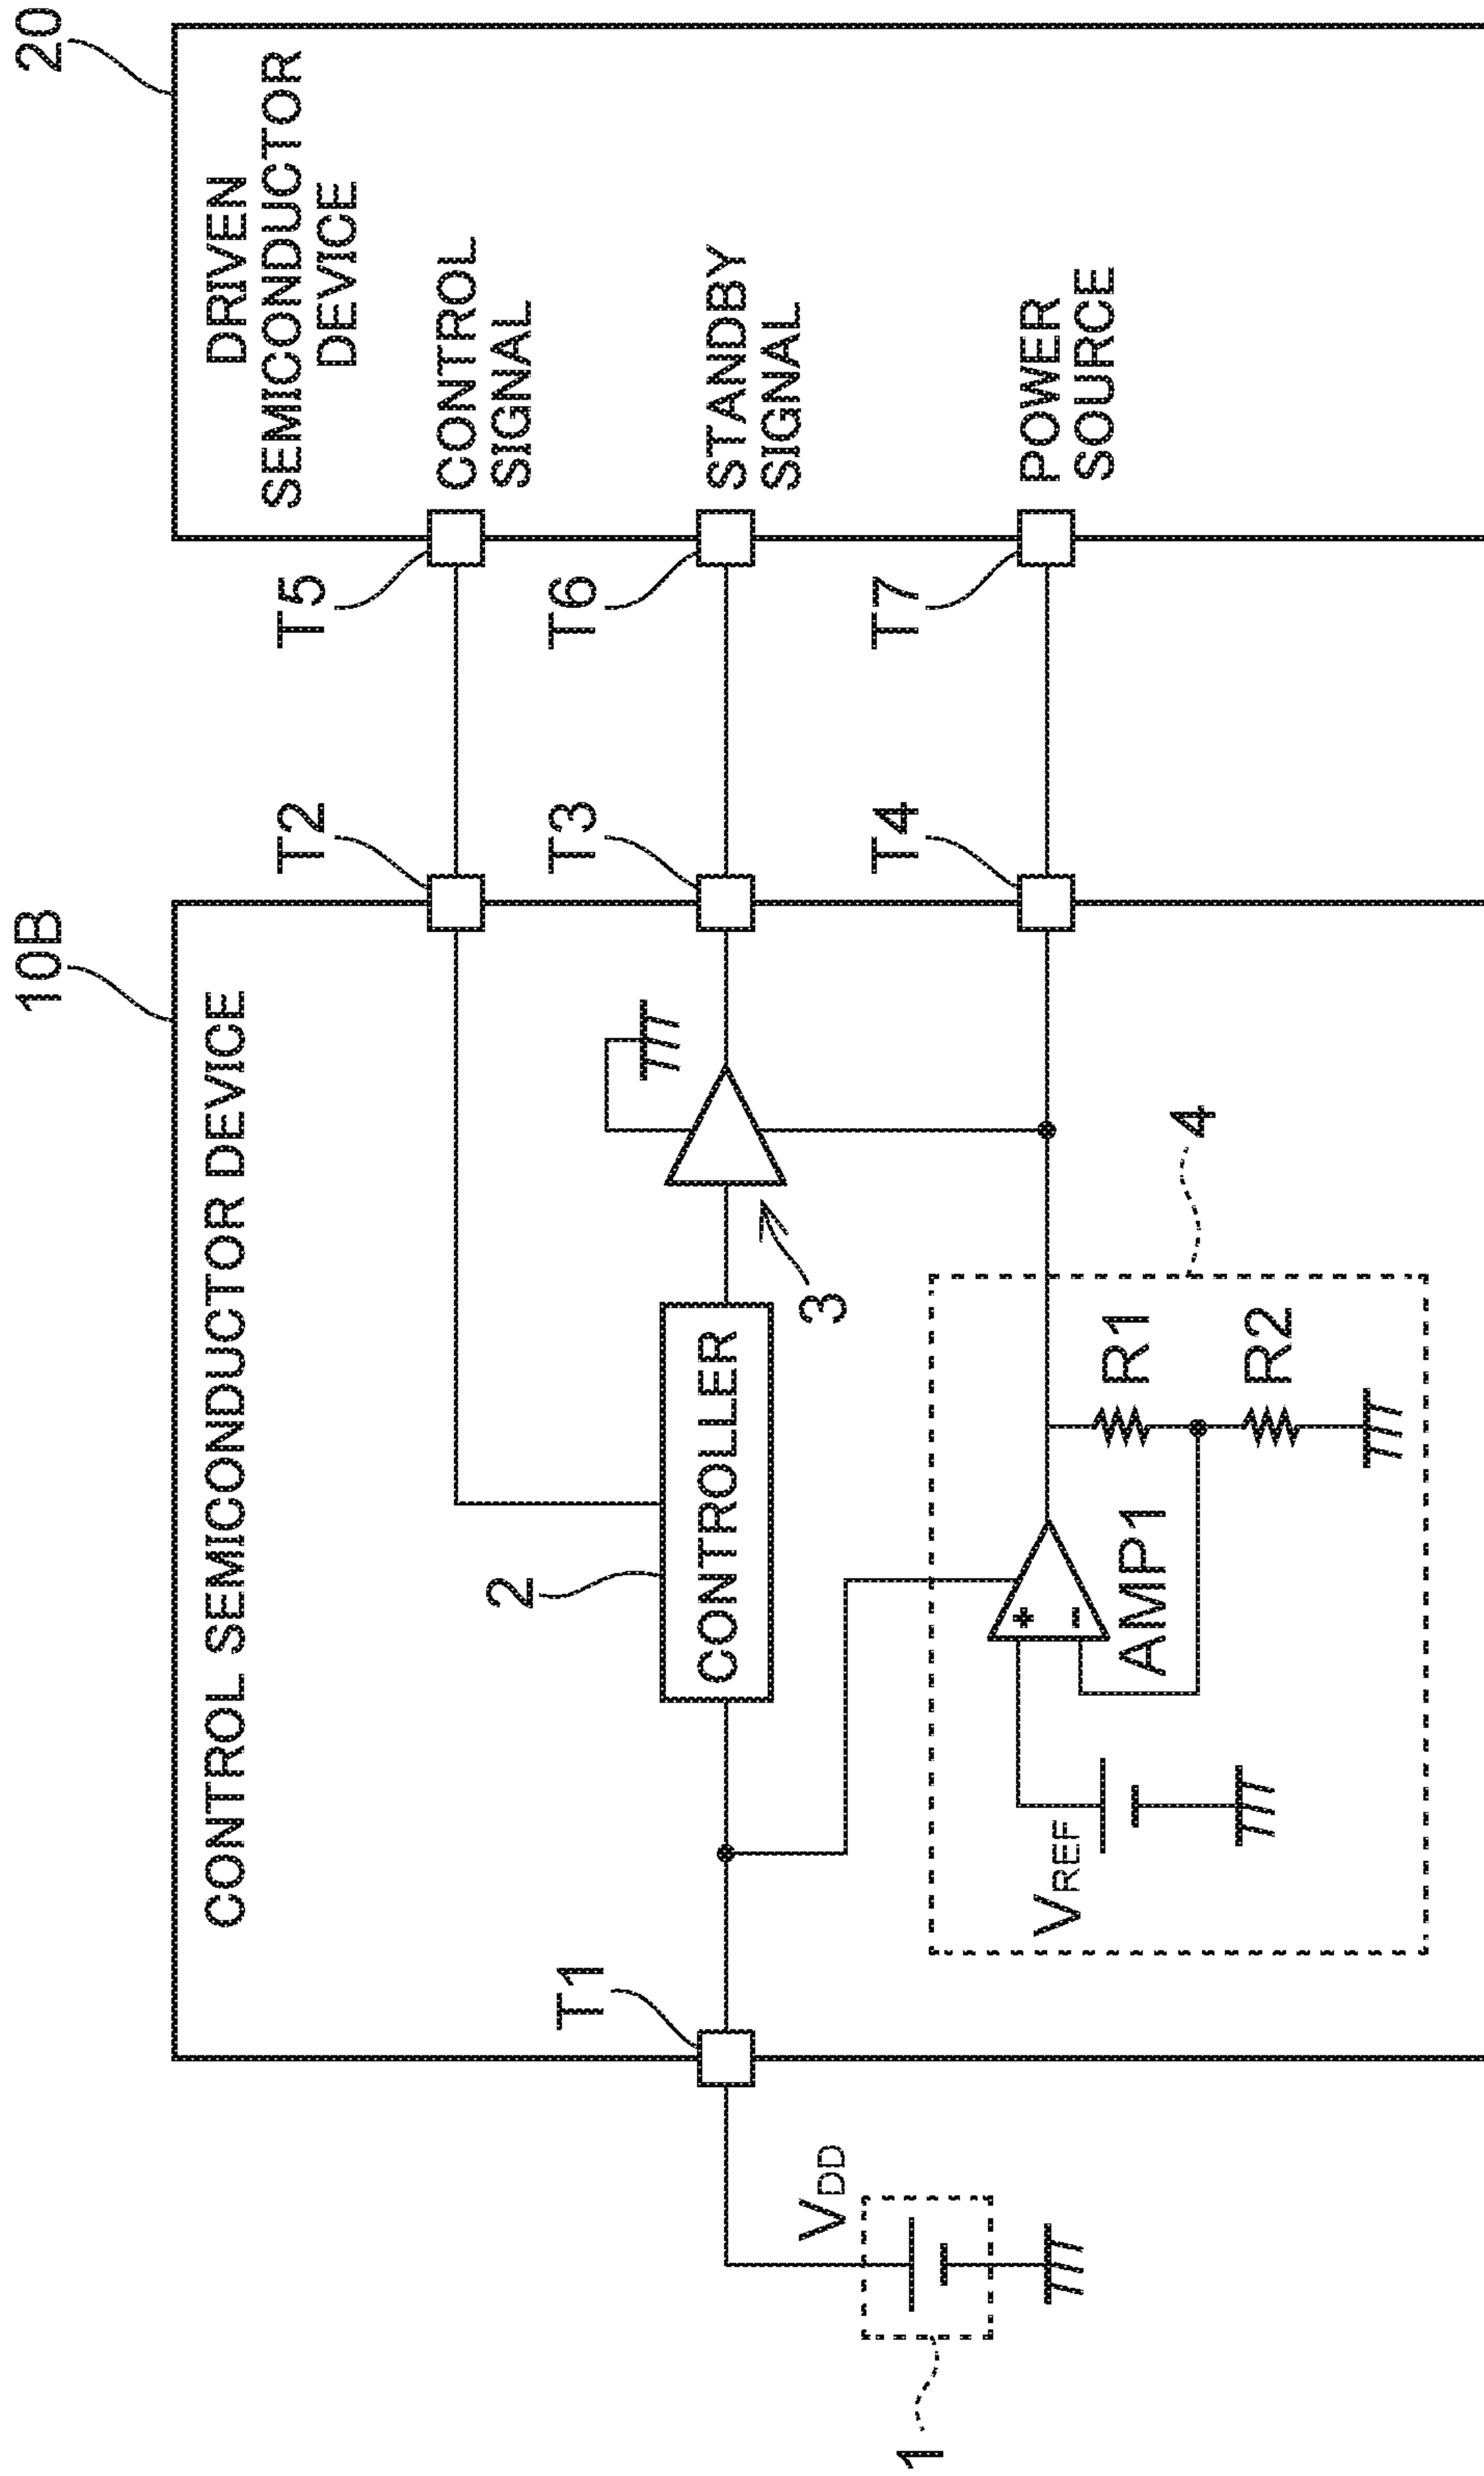 10B
20
CONTROL SEMICONDUCTOR DEVICE
DRIVEN
SEMICONDUCTOR
DEVICE
T2
T5
CONTROL
SIGNAL
2
CONTROLLER
3
T1
T3
T6
STANDBY
SIGNAL
VDD
1
T4
T7
POWER
SOURCE
VREF
+
-
AMP1
R1
R2
4